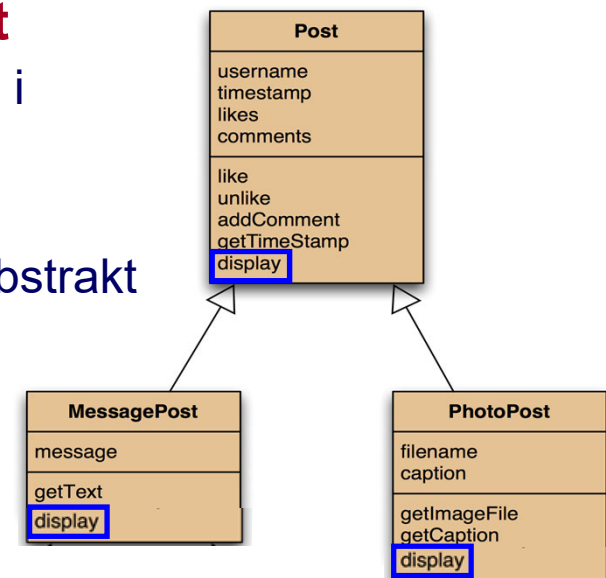 t
i
bstrakt
Post
username
timestamp
likes
comments
like
unlike
addComment
getTimeStamp
display
MessagePost
message
getText
display
PhotoPost
filename
caption
getImageFile
getCaption
display